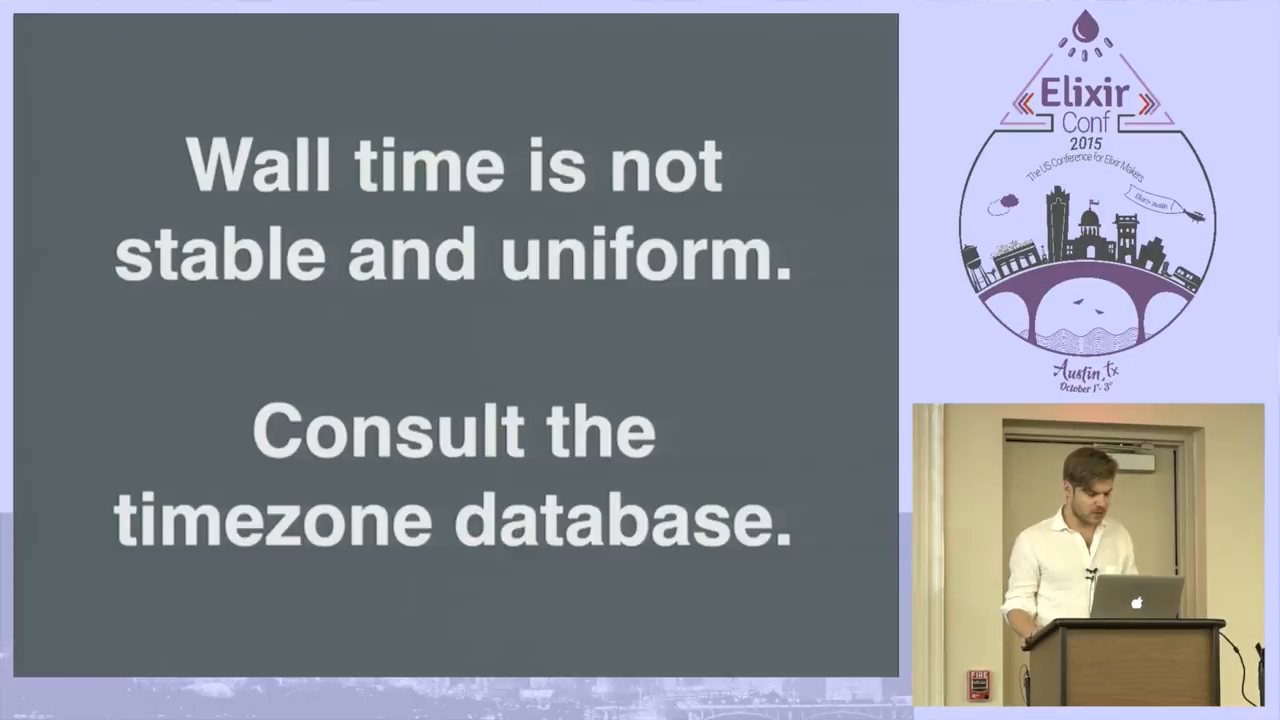 Wall time is not
stable and uniform.
Consult the
timezone database.
Elixir
Conf
2015
The US Conference for Elixir Makers
Austin, Tx
October 1st - 3rd
FIRE